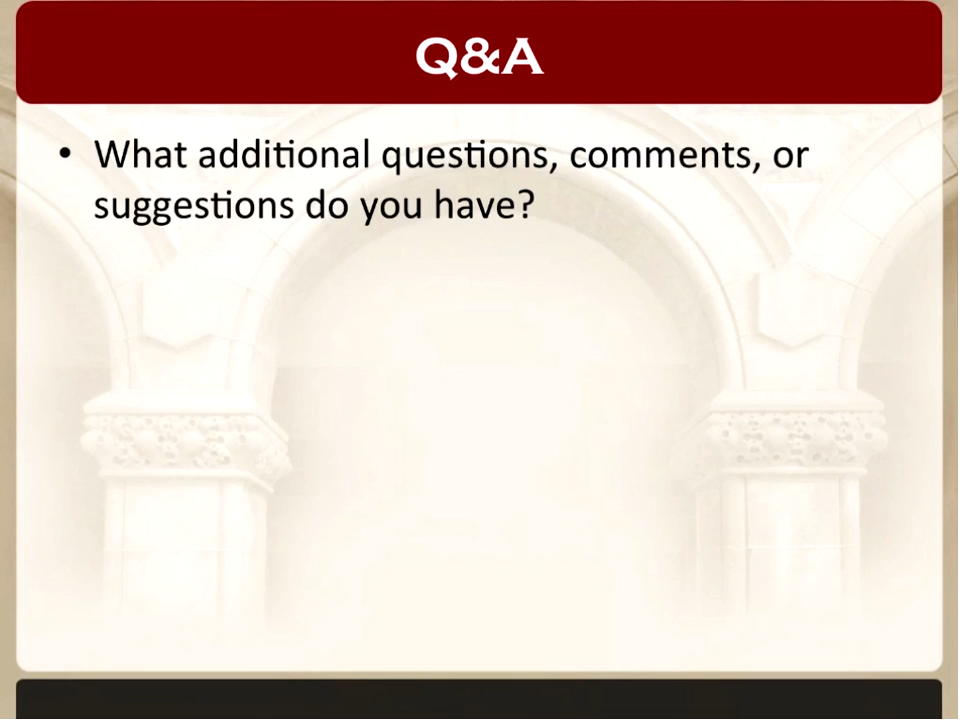 Q&A
• What additional questions, comments, or
suggestions do you have?